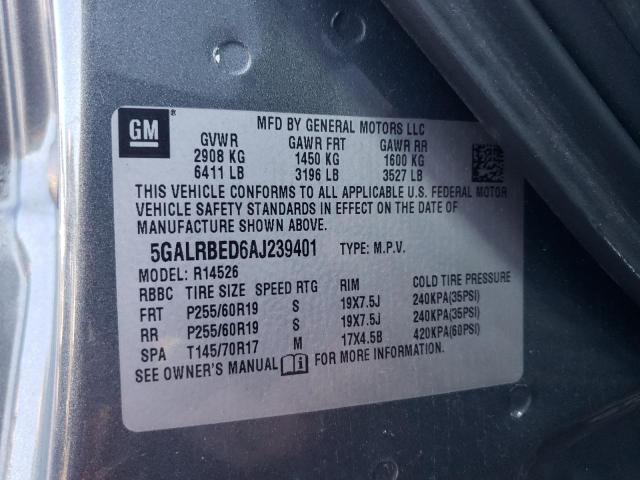 GM ®
MFD BY GENERAL MOTORS LLC
GVWR GAWR FRT GAWR RR
2908 KG 1450 KG 1600 KG
6411 LB 3196 LB 3527 LB
THIS VEHICLE CONFORMS TO ALL APPLICABLE U.S. FEDERAL MOTOR
VEHICLE SAFETY STANDARDS IN EFFECT ON THE DATE OF
MANUFACTURE SHOWN ABOVE.
5GALRBED6AJ239401 TYPE: M.P.V.
MODEL: R14526
RBBC TIRE SIZE SPEED RTG RIM COLD TIRE PRESSURE
FRT P255/60R19 S 19X7.5J 240KPA(35PSI)
RR P255/60R19 S 19X7.5J 240KPA(35PSI)
SPA T145/70R17 M 17X4.5B 420KPA(60PSI)
SEE OWNER'S MANUAL i FOR MORE INFORMATION.